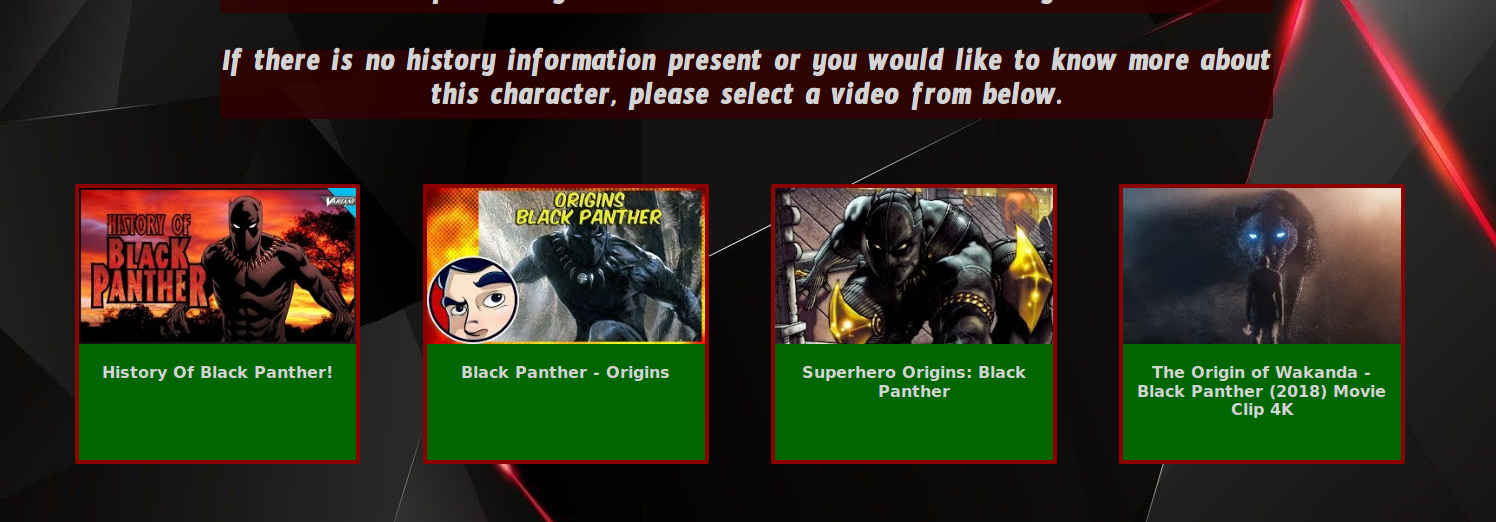 If there is no history information present or you would like to know more about
this character, please select a video from below.
HISTORY OF
BLACK
PANTHER
VARIANT
ORIGINS
BLACK PANTHER
History Of Black Panther!
Black Panther - Origins
Superhero Origins: Black
Panther
The Origin of Wakanda -
Black Panther (2018) Movie
Clip 4K